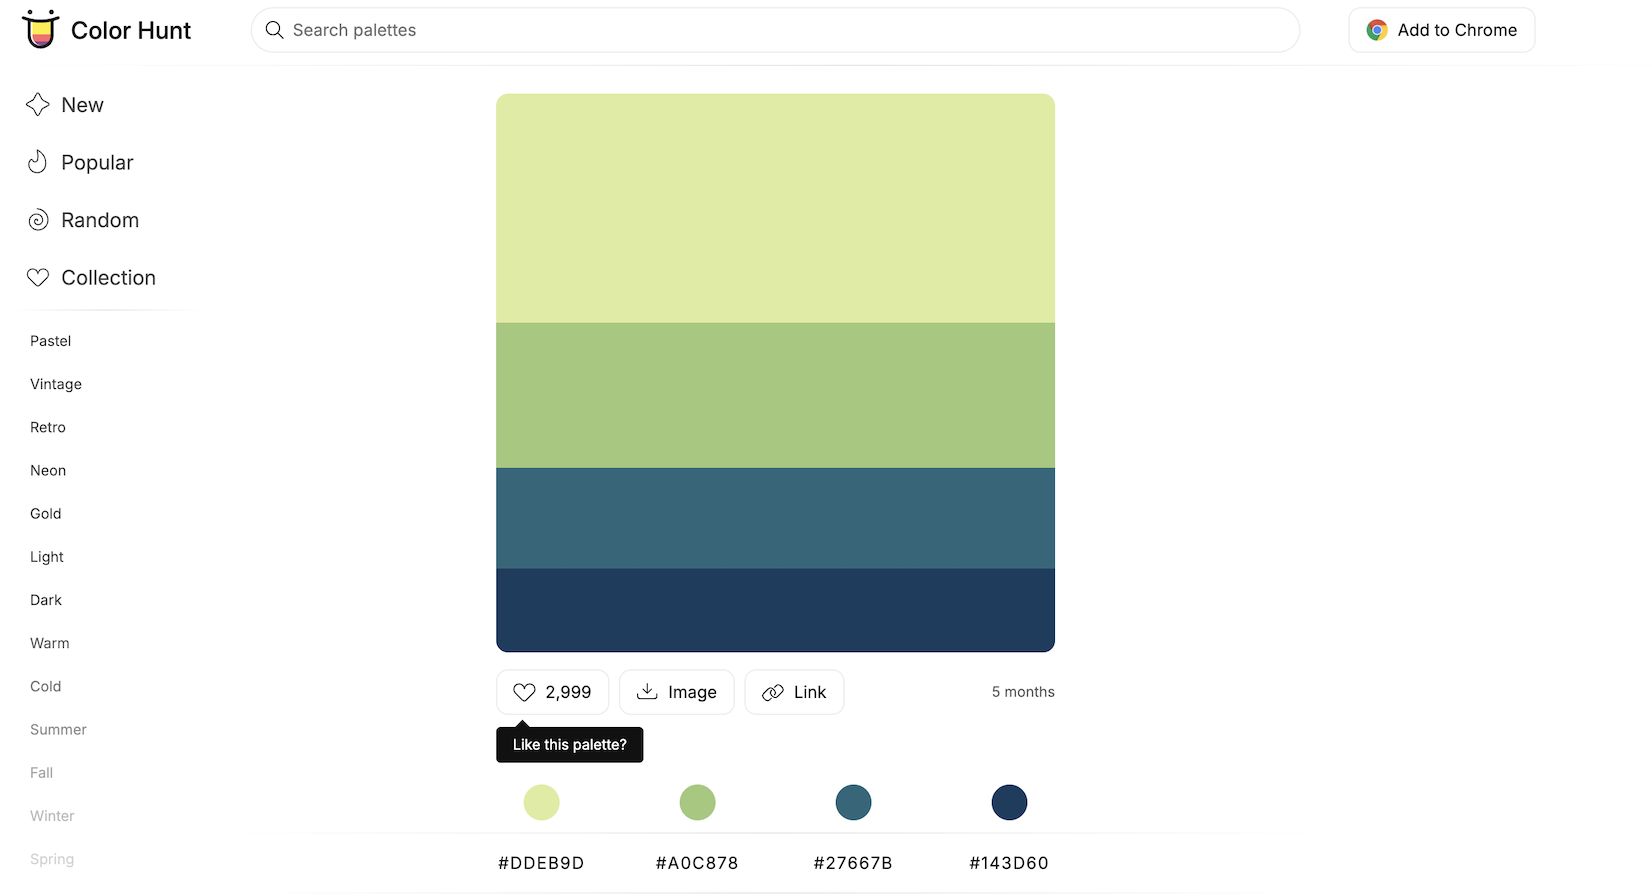 Color Hunt
Search palettes
Add to Chrome
New
Popular
Random
Collection
Pastel
Vintage
Retro
Neon
Gold
Light
Dark
Warm
Cold
Summer
Fall
Winter
Spring
2,999
Image
Link
5 months
Like this palette?
#DDEB9D
#A0C878
#27667B
#143D60